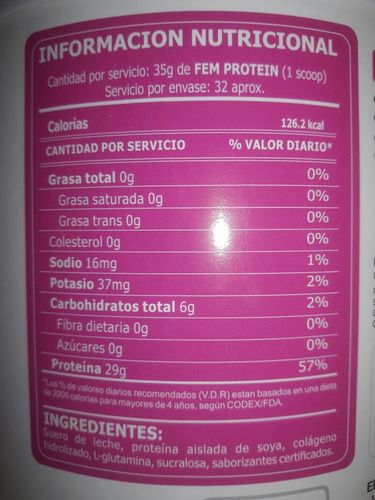 INFORMACION NUTRICIONAL
Cantidad por servicio: 35g de FEM PROTEIN (1 scoop)
Servicio por envase: 32 aprox.
Calorías 126.2 kcal
CANTIDAD POR SERVICIO % VALOR DIARIO*
Grasa total 0g 0%
Grasa saturada 0g 0%
Grasa trans 0g 0%
Colesterol 0g 0%
Sodio 16mg 1%
Potasio 37mg 2%
Carbohidratos total 6g 2%
Fibra dietaria 0g 0%
Azúcares 0g 0%
Proteína 29g 57%
*Los % de valores diarios recomendados (V.D.R) estan basados en una dieta
de 2000 calorías para mayores de 4 años, según CODEX/FDA.
INGREDIENTES:
Suero de leche, proteína aislada de soya, colágeno
hidrolizado, L-glutamina, sucralosa, saborizantes certificados.